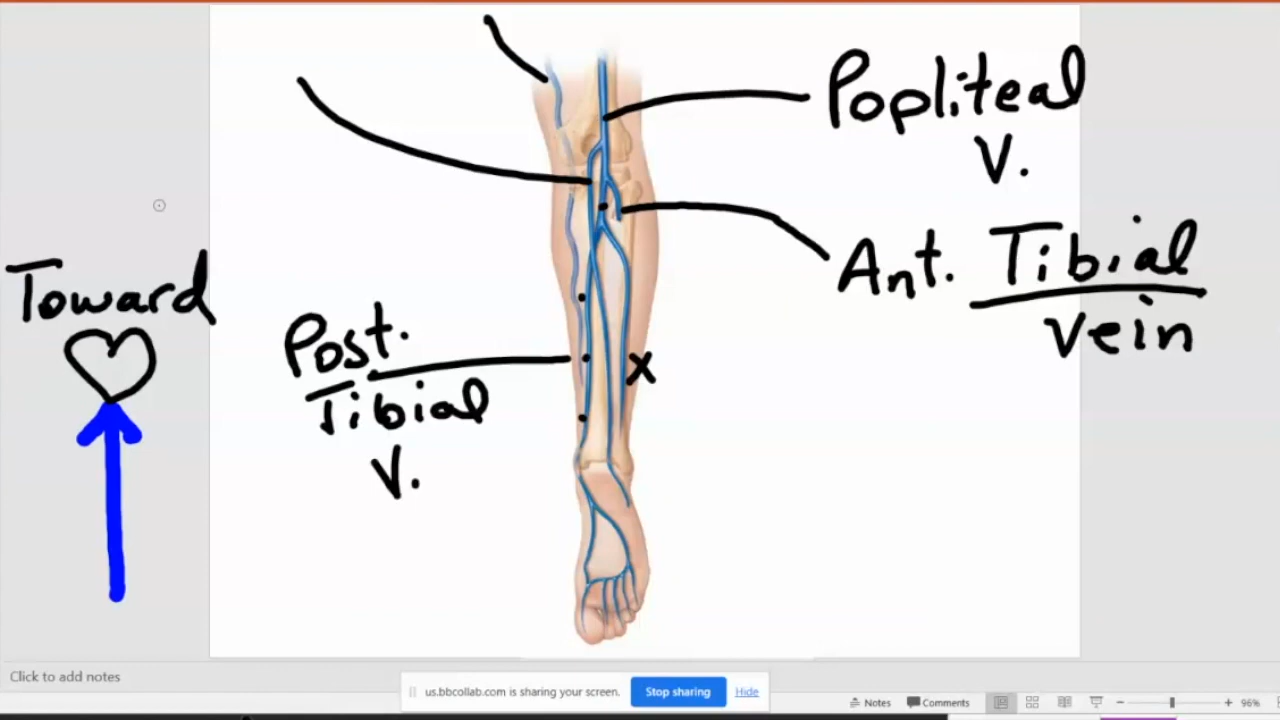 Popliteal
V.
Ant. Tibial
vein
Toward
Post.
Tibial
V.
x
Click to add notes
us.bbcollab.com is sharing your screen.
Stop sharing
Hide
Notes
Comments
96%